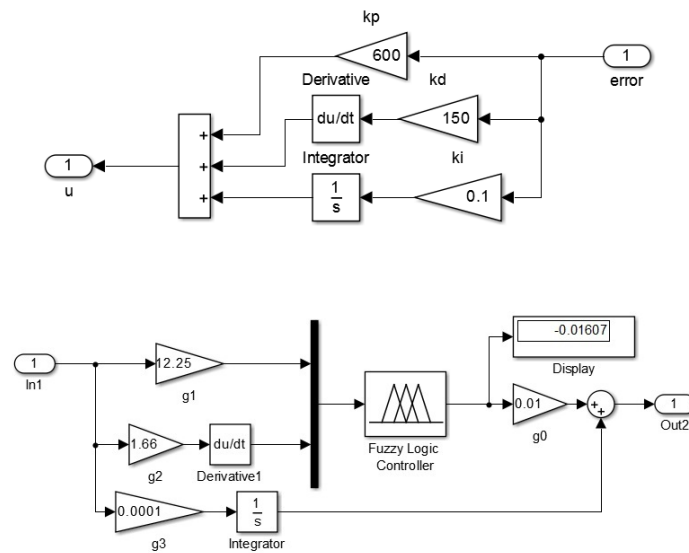 kp
600
1
error
Derivative
kd
du/dt
150
+
+
+
1
u
Integrator
ki
1
s
0.1
-0.01607
Display
1
In1
12.25
g1
Fuzzy Logic
Controller
0.01
g0
+
+
1
Out2
1.66
g2
du/dt
Derivative1
0.0001
g3
1
s
Integrator